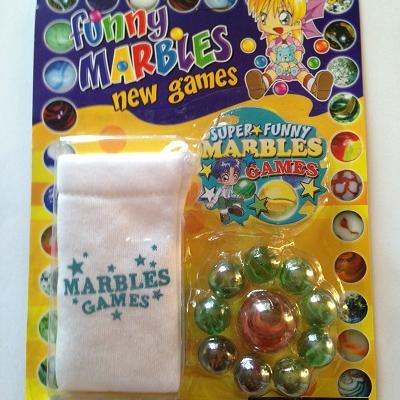 funny
MARBLES
new games
SUPER FUNNY
MARBLES
GAMES
MARBLES
GAMES